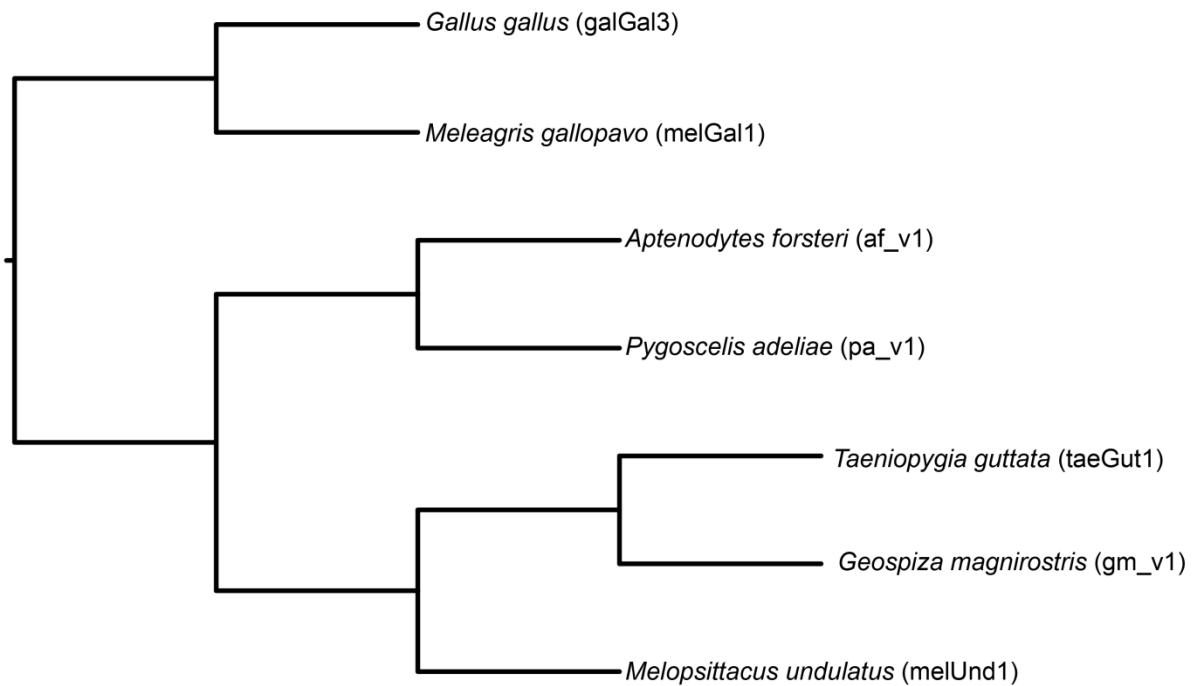 Gallus gallus (galGal3)
Meleagris gallopavo (melGal1)
Aptenodytes forsteri (af_v1)
Pygoscelis adeliae (pa_v1)
Taeniopygia guttata (taeGut1)
Geospiza magnirostris (gm_v1)
Melopsittacus undulatus (melUnd1)